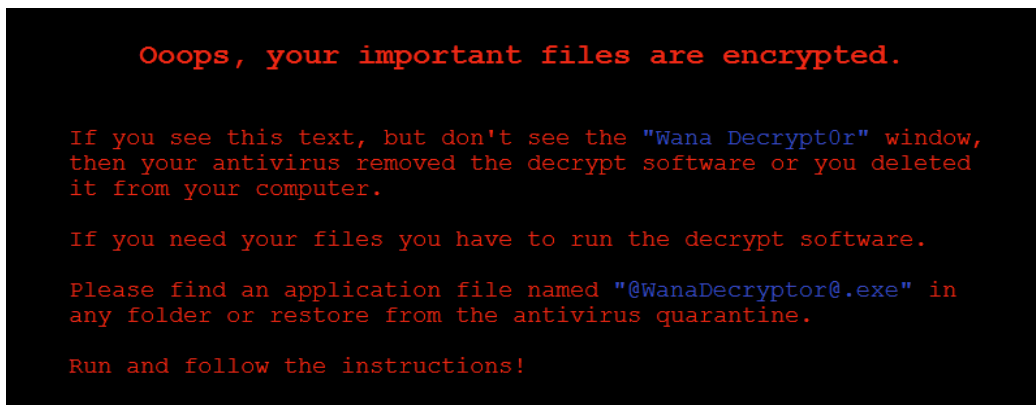 Ooops, your important files are encrypted.
If you see this text, but don't see the "Wana Decrypt0r" window,
then your antivirus removed the decrypt software or you deleted
it from your computer.
If you need your files you have to run the decrypt software.
Please find an application file named "@WanaDecryptor@.exe" in
any folder or restore from the antivirus quarantine.
Run and follow the instructions!